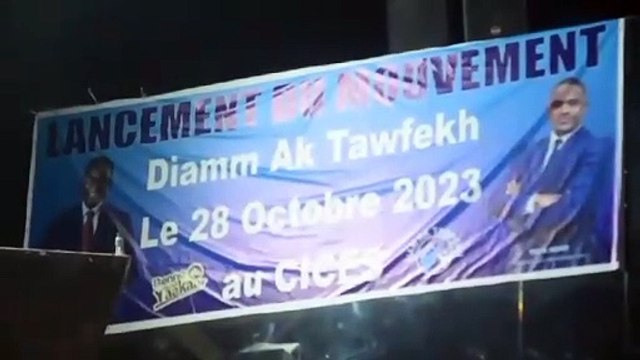 LANCEMENT DU MOUVEMENT
Diamm Ak Tawfekh
Le 28 Octobre 2023
au CICES